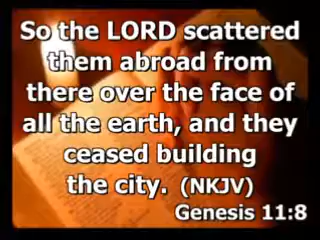 So the LORD scattered
them abroad from
there over the face of
all the earth, and they
ceased building
the city. (NKJV)
Genesis 11:8